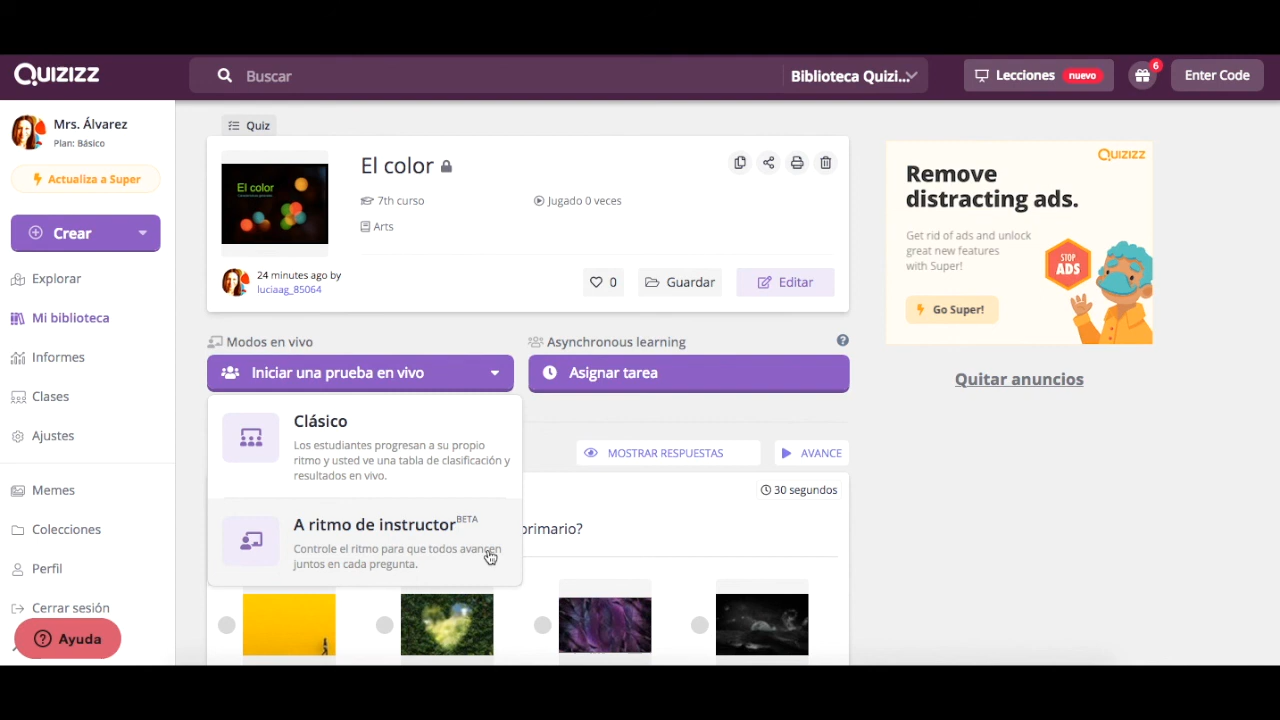 QUIZIZZ
Buscar
Biblioteca Quizi...
Lecciones nuevo
6
Enter Code
Mrs. Álvarez
Plan: Básico
Actualiza a Super
Crear
Explorar
Mi biblioteca
Informes
Clases
Ajustes
Memes
Colecciones
Perfil
Cerrar sesión
Ayuda
Quiz
El color
El color
7th curso
Jugado 0 veces
Arts
24 minutes ago by
luciaag_85064
0
Guardar
Editar
Modos en vivo
Asynchronous learning
Iniciar una prueba en vivo
Asignar tarea
Clásico
Los estudiantes progresan a su propio
ritmo y usted ve una tabla de clasificación y
resultados en vivo.
A ritmo de instructor BETA
Controle el ritmo para que todos avancen
juntos en cada pregunta.
MOSTRAR RESPUESTAS
AVANCE
30 segundos
primario?
QUIZIZZ
Remove
distracting ads.
Get rid of ads and unlock
great new features
with Super!
STOP
ADS
Go Super!
Quitar anuncios